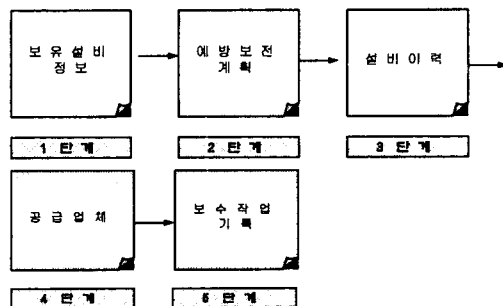 보 유 설 비
정 보
예 방 보 전
계 획
설 비 이 력
1 단 계
2 단 계
3 단 계
공 급 업 체
보 수 작 업
기 록
4 단 계
5 단 계